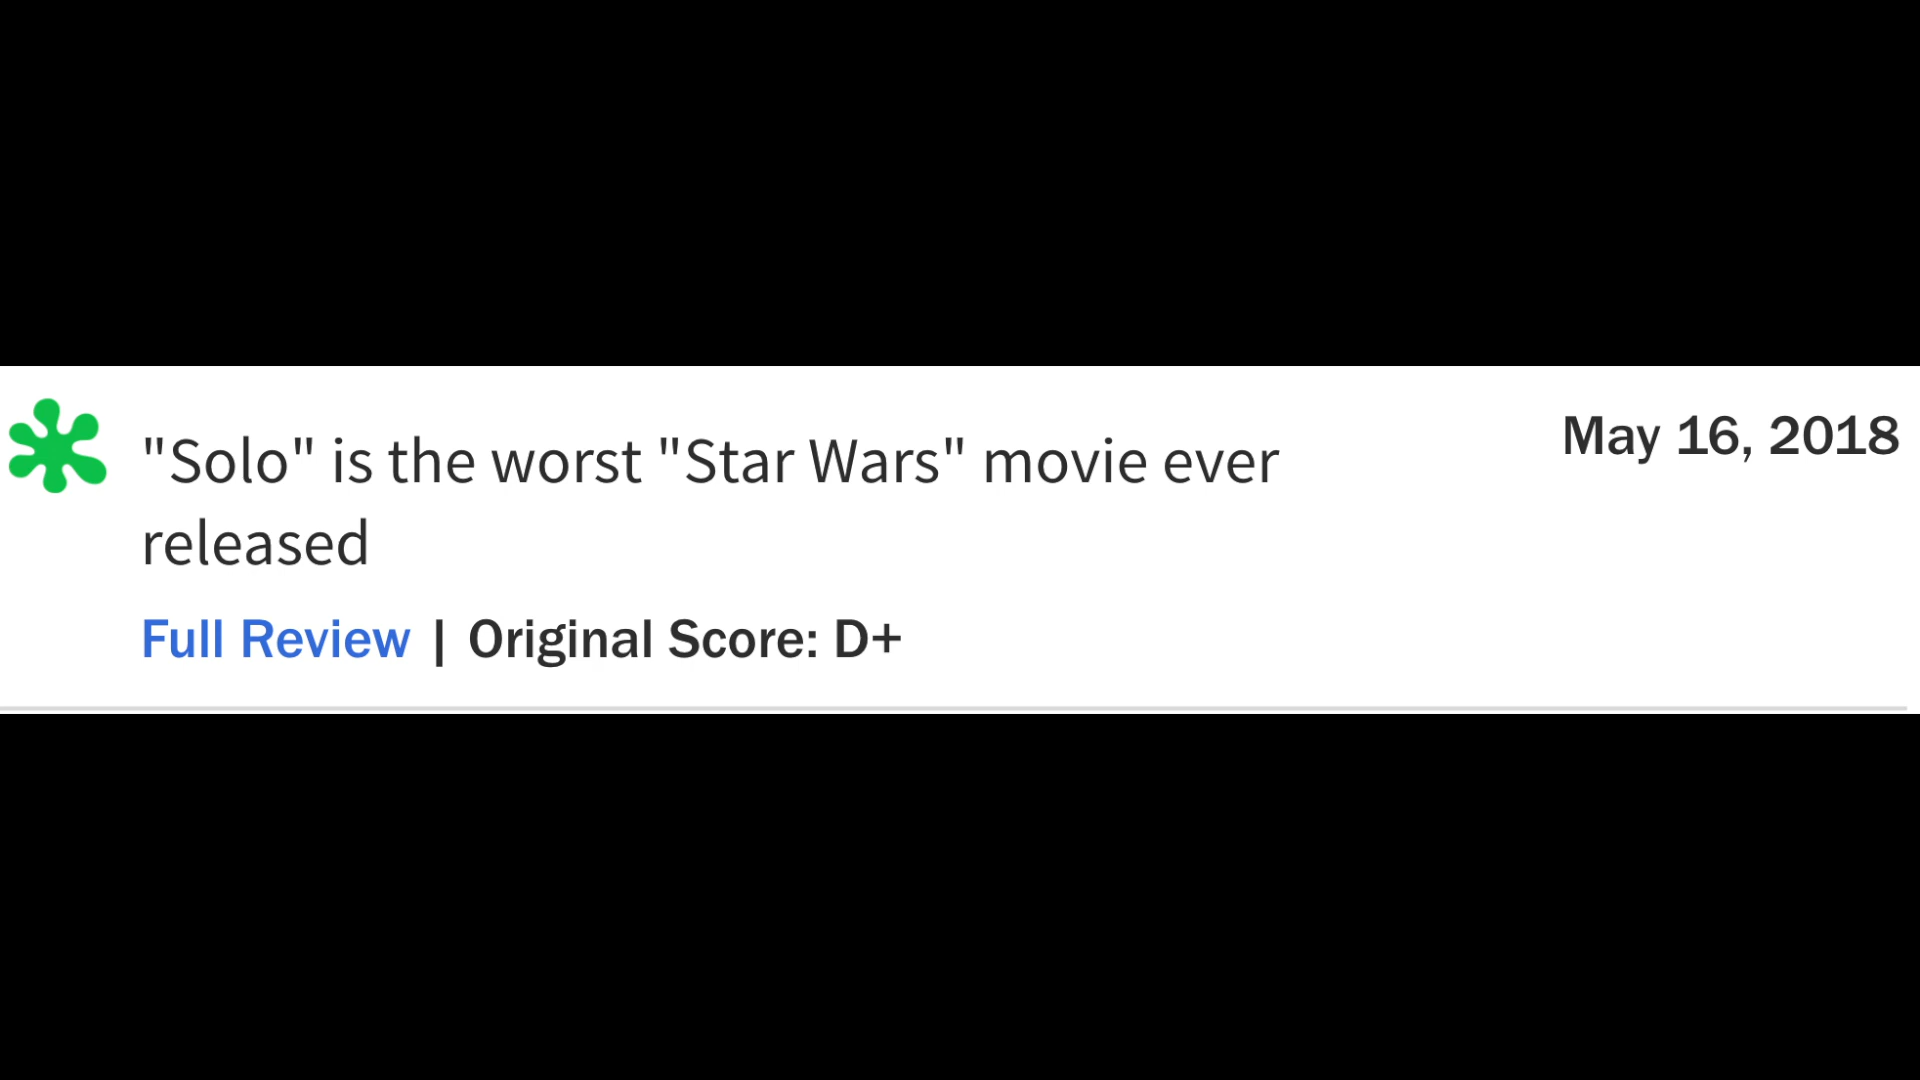 "Solo" is the worst "Star Wars" movie ever
released
May 16, 2018
Full Review | Original Score: D+